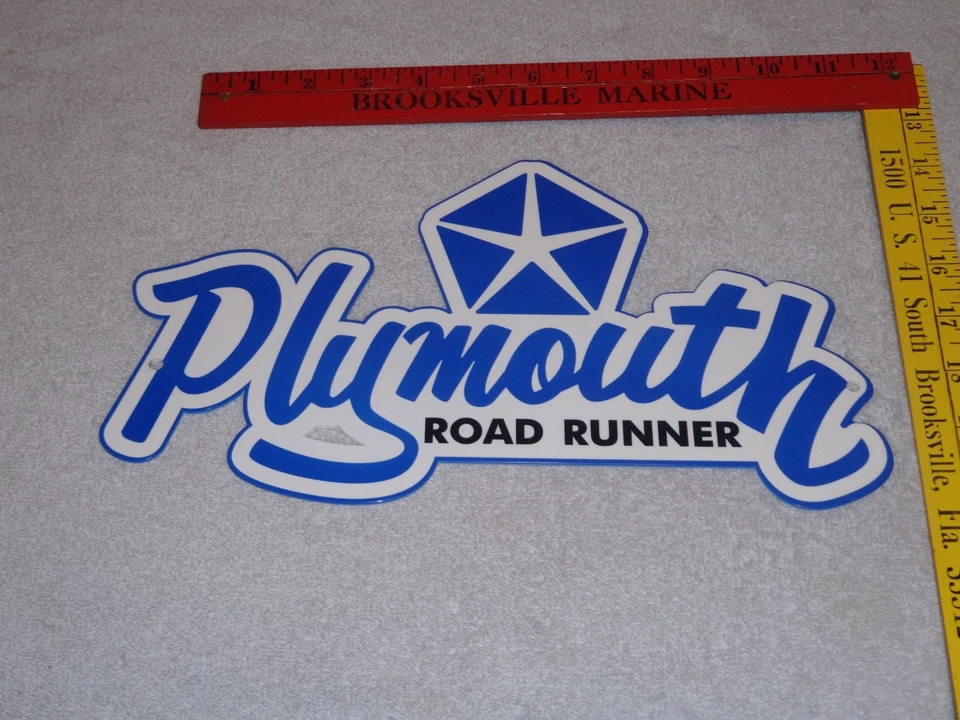 1 2 3 4 5 6 7 8 9 10 11 12
BROOKSVILLE MARINE
13 14 15 16 17 18
1500 U. S. 41 South Brooksville, Fla.
Plymouth
ROAD RUNNER